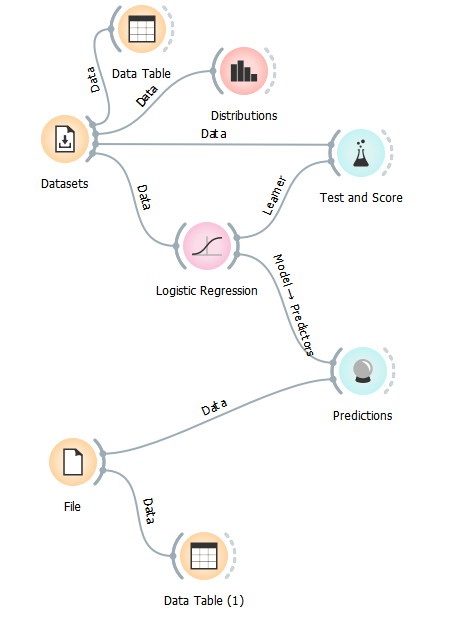 Data
Data Table
Data
Distributions
Data
Datasets
Test and Score
Data
Learner
Logistic Regression
Model → Predictors
Data
Predictions
File
Data
Data Table (1)